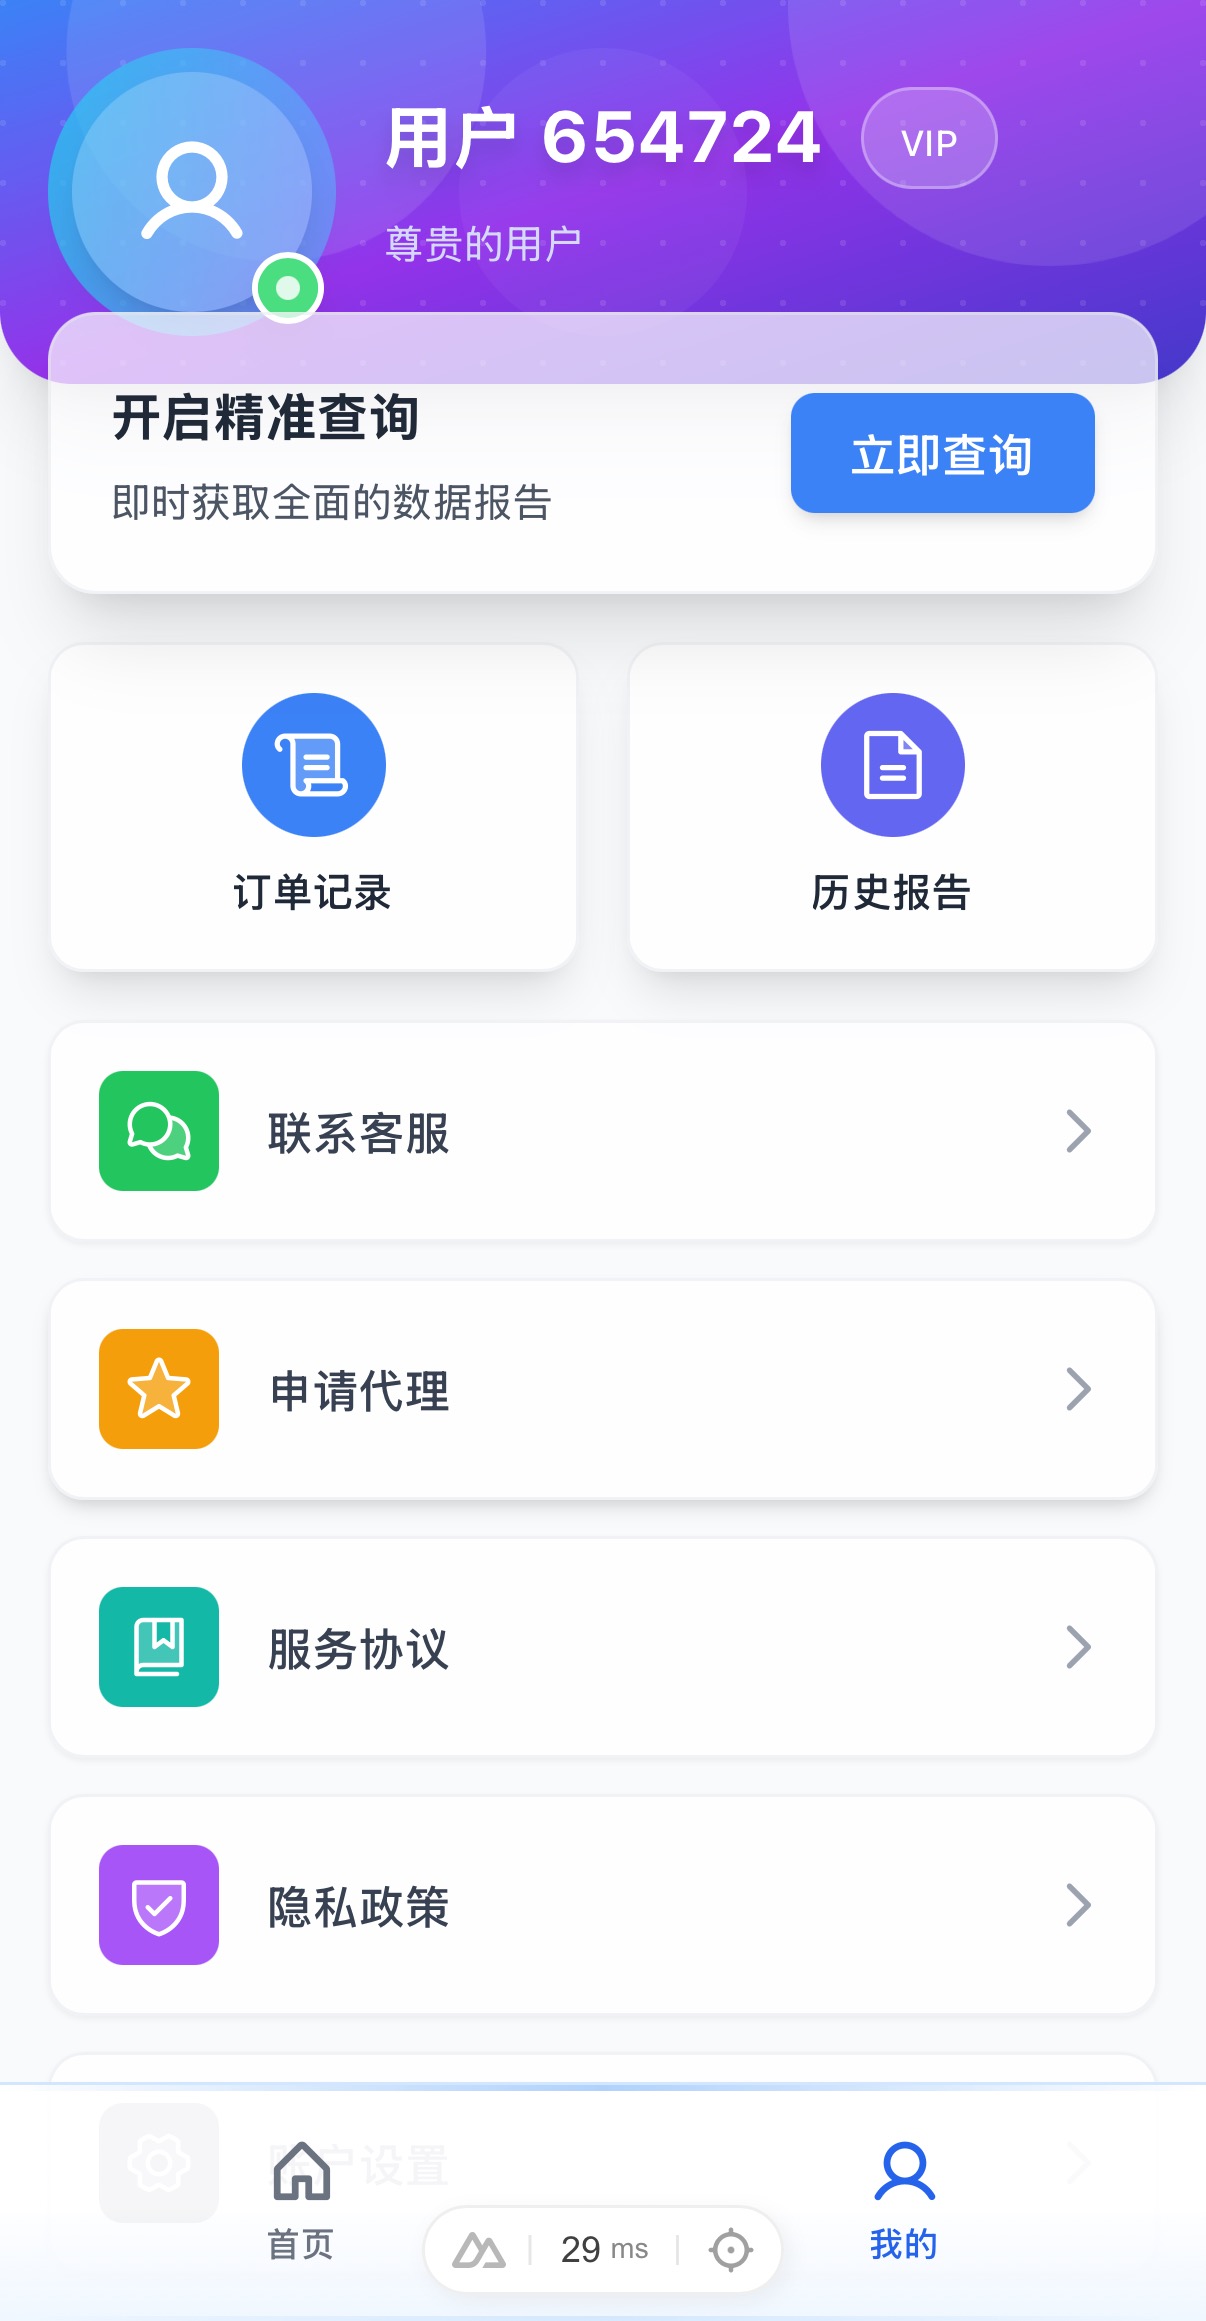 用户 654724
VIP
尊贵的用户
开启精准查询
即时获取全面的数据报告
立即查询
订单记录
历史报告
联系客服
申请代理
服务协议
隐私政策
账户设置
首页
29 ms
我的